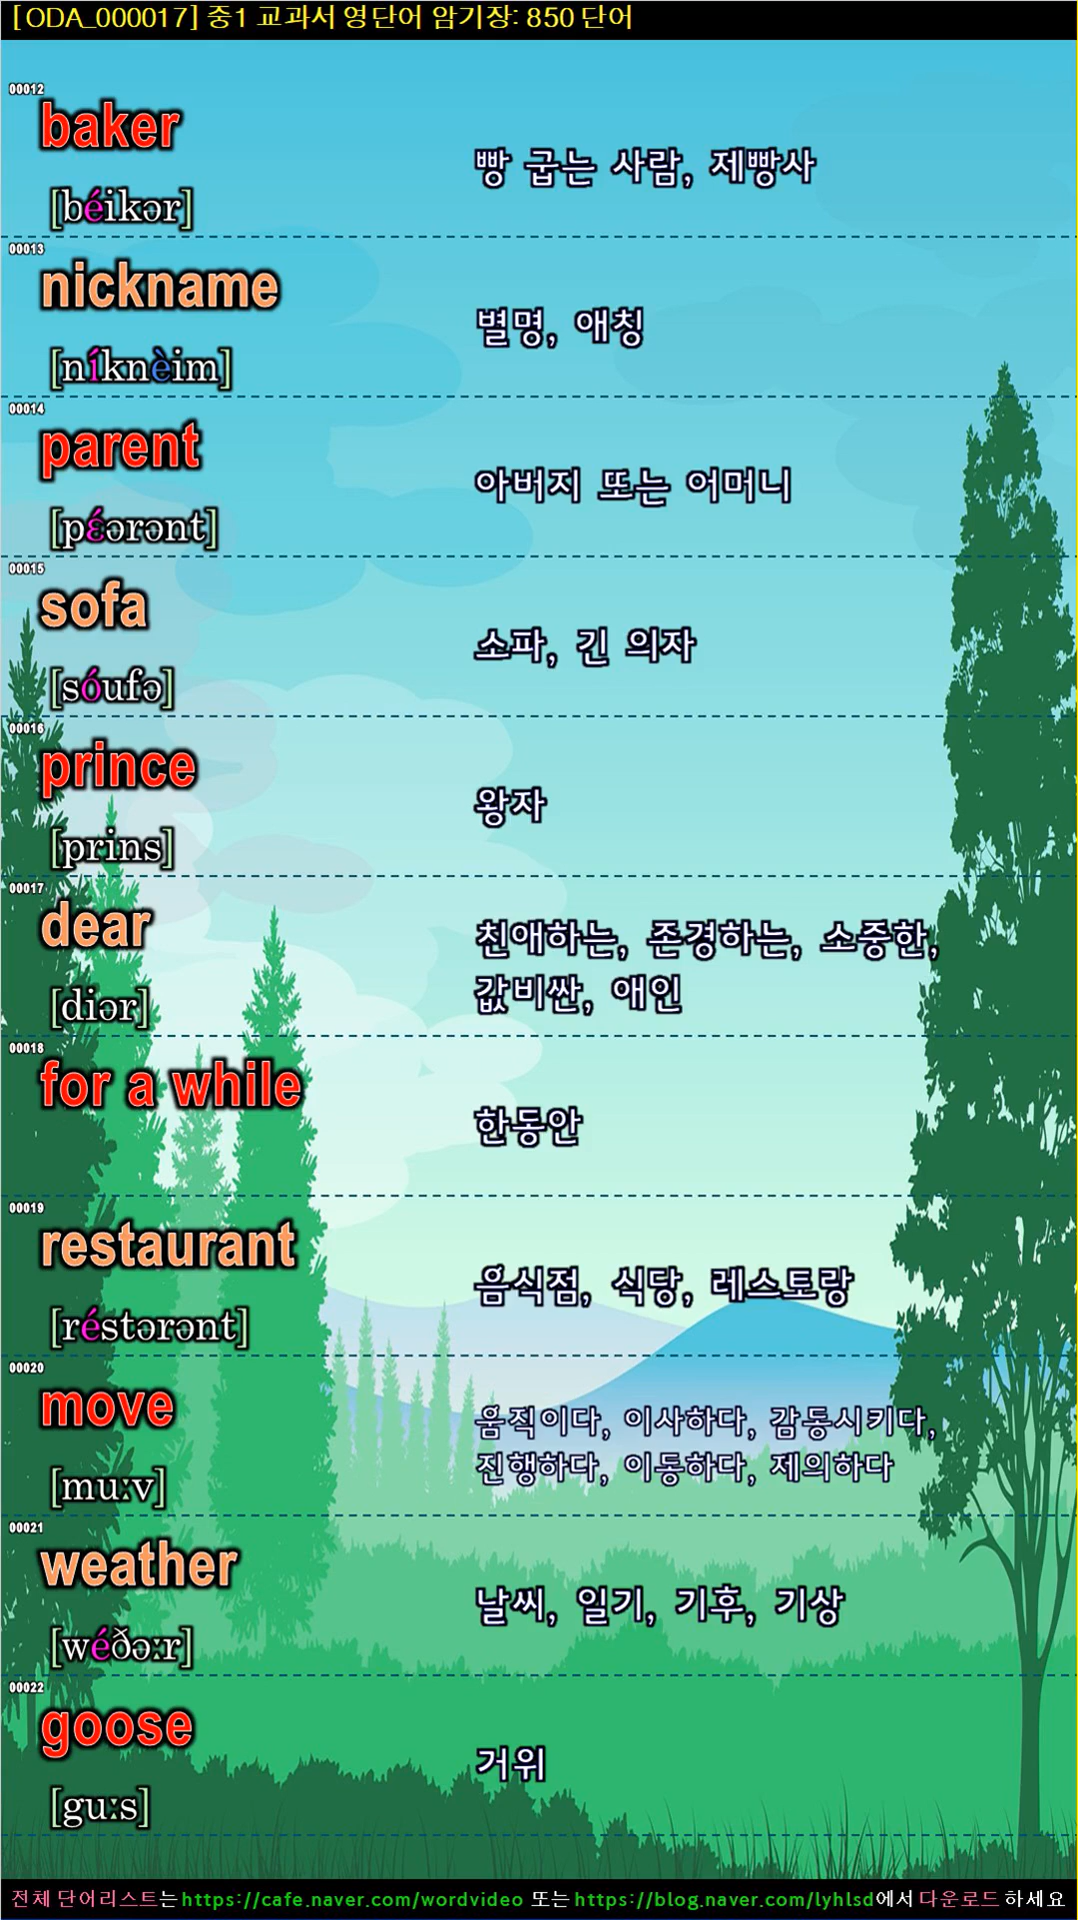 [ODA_000017] 중1 교과서 영단어 암기장: 850 단어
00012
baker
[béikər]
빵 굽는 사람, 제빵사
00013
nickname
[níknèim]
별명, 애칭
00014
parent
[pɛ́ərənt]
아버지 또는 어머니
00015
sofa
[sóufə]
소파, 긴 의자
00016
prince
[prins]
왕자
00017
dear
[diər]
친애하는, 존경하는, 소중한,
값비싼, 애인
00018
for a while
한동안
00019
restaurant
[réstərənt]
음식점, 식당, 레스토랑
00020
move
[muːv]
움직이다, 이사하다, 감동시키다,
진행하다, 이동하다, 제의하다
00021
weather
[wéðəːr]
날씨, 일기, 기후, 기상
00022
goose
[guːs]
거위
전체 단어리스트는 https://cafe.naver.com/wordvideo 또는 https://blog.naver.com/lyhlsd에서 다운로드 하세요